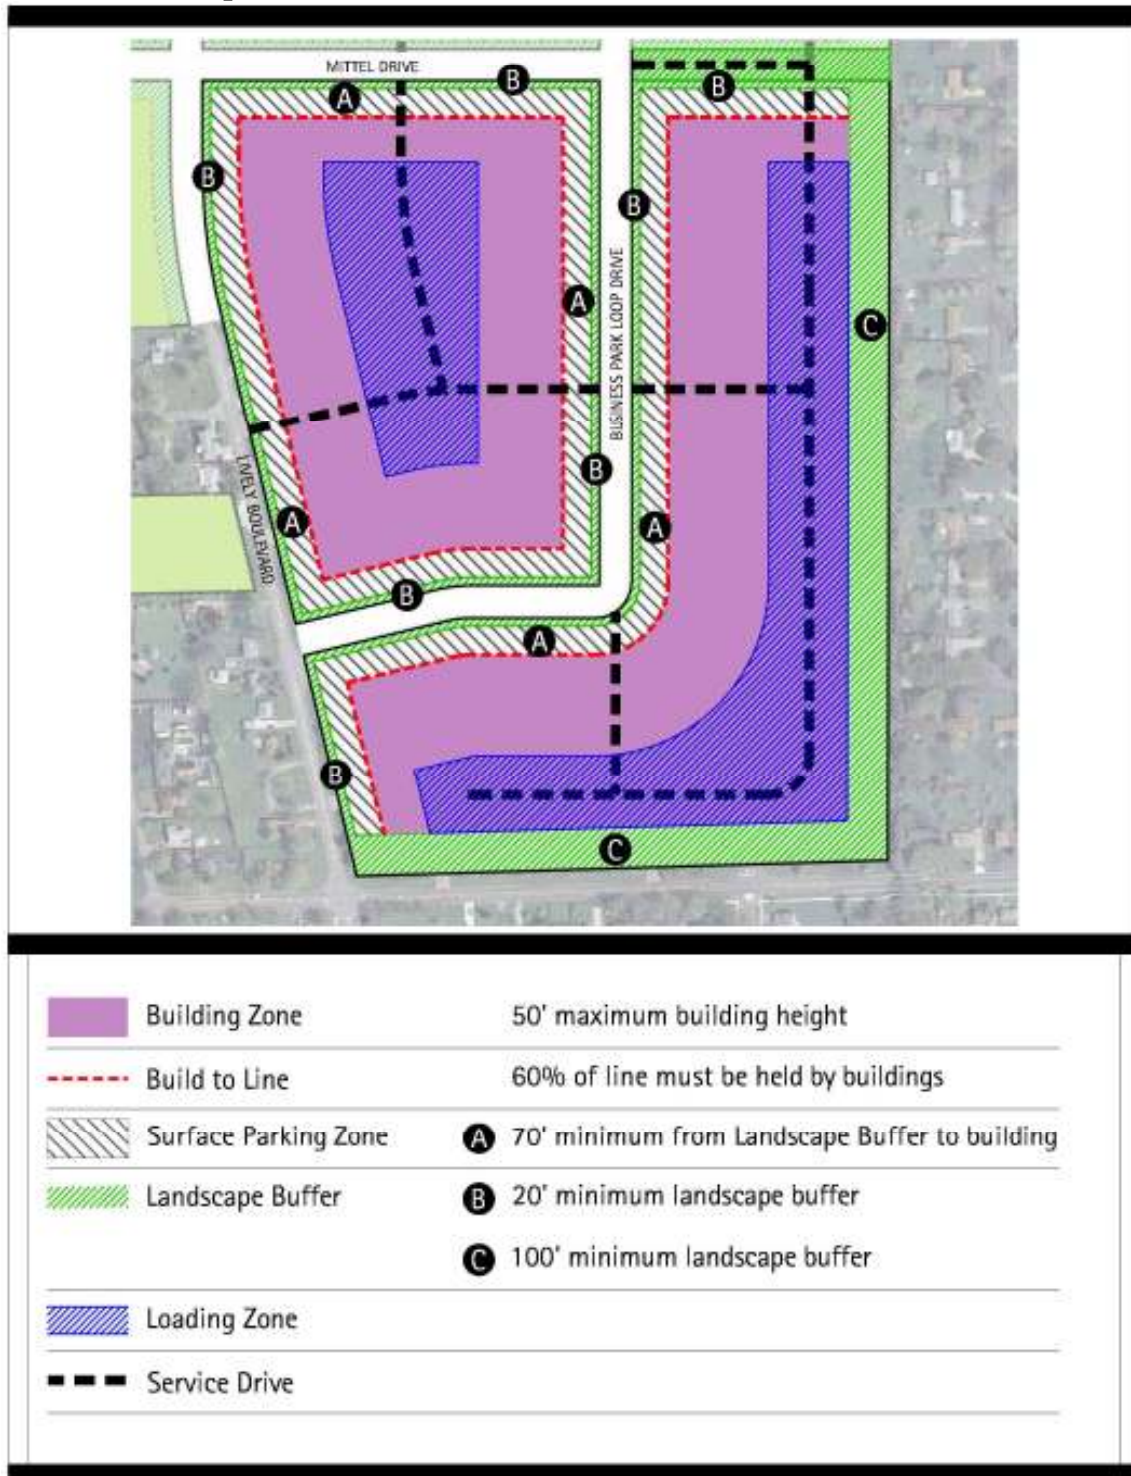 MITTEL DRIVE
B
A
B
B
B
BUSINESS PARK LOOP DRIVE
A
C
B
LIVELY BOULEVARD
A
A
B
A
B
C
Building Zone 50' maximum building height
Build to Line 60% of line must be held by buildings
Surface Parking Zone A 70' minimum from Landscape Buffer to building
Landscape Buffer B 20' minimum landscape buffer
C 100' minimum landscape buffer
Loading Zone
Service Drive